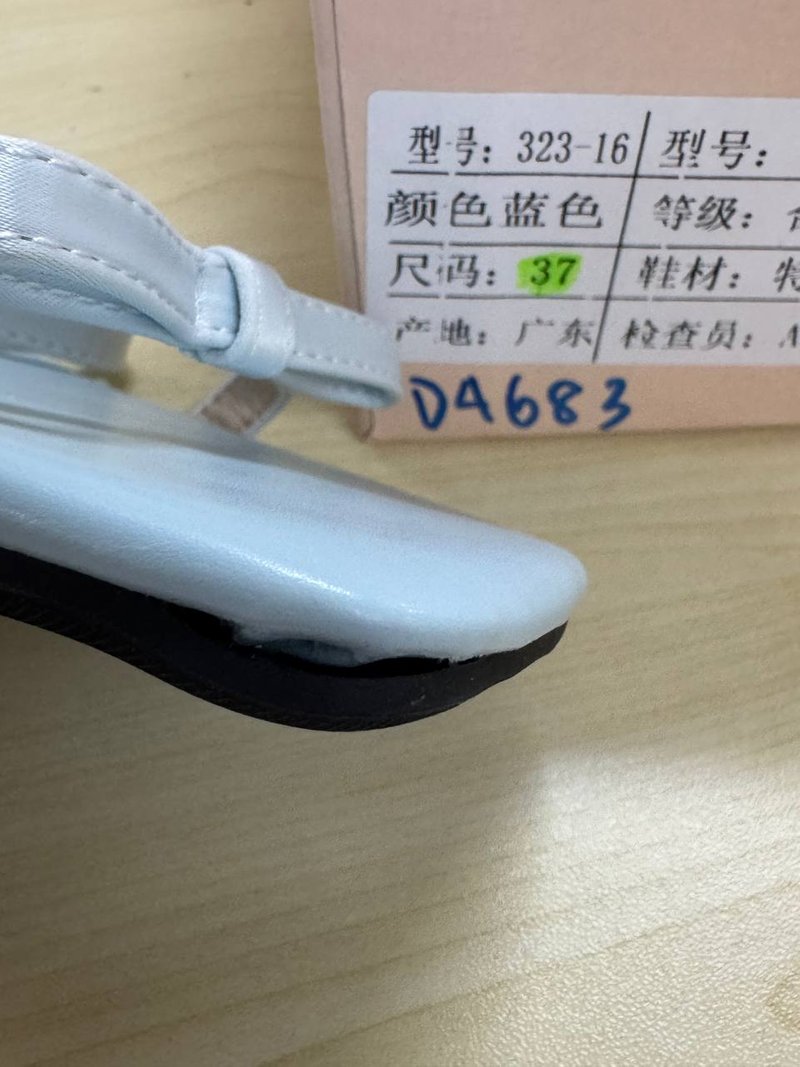 型号：323-16 型号：
颜色蓝色 等级：
尺码：37 鞋材：特
产地：广东 检查员：A
D4683